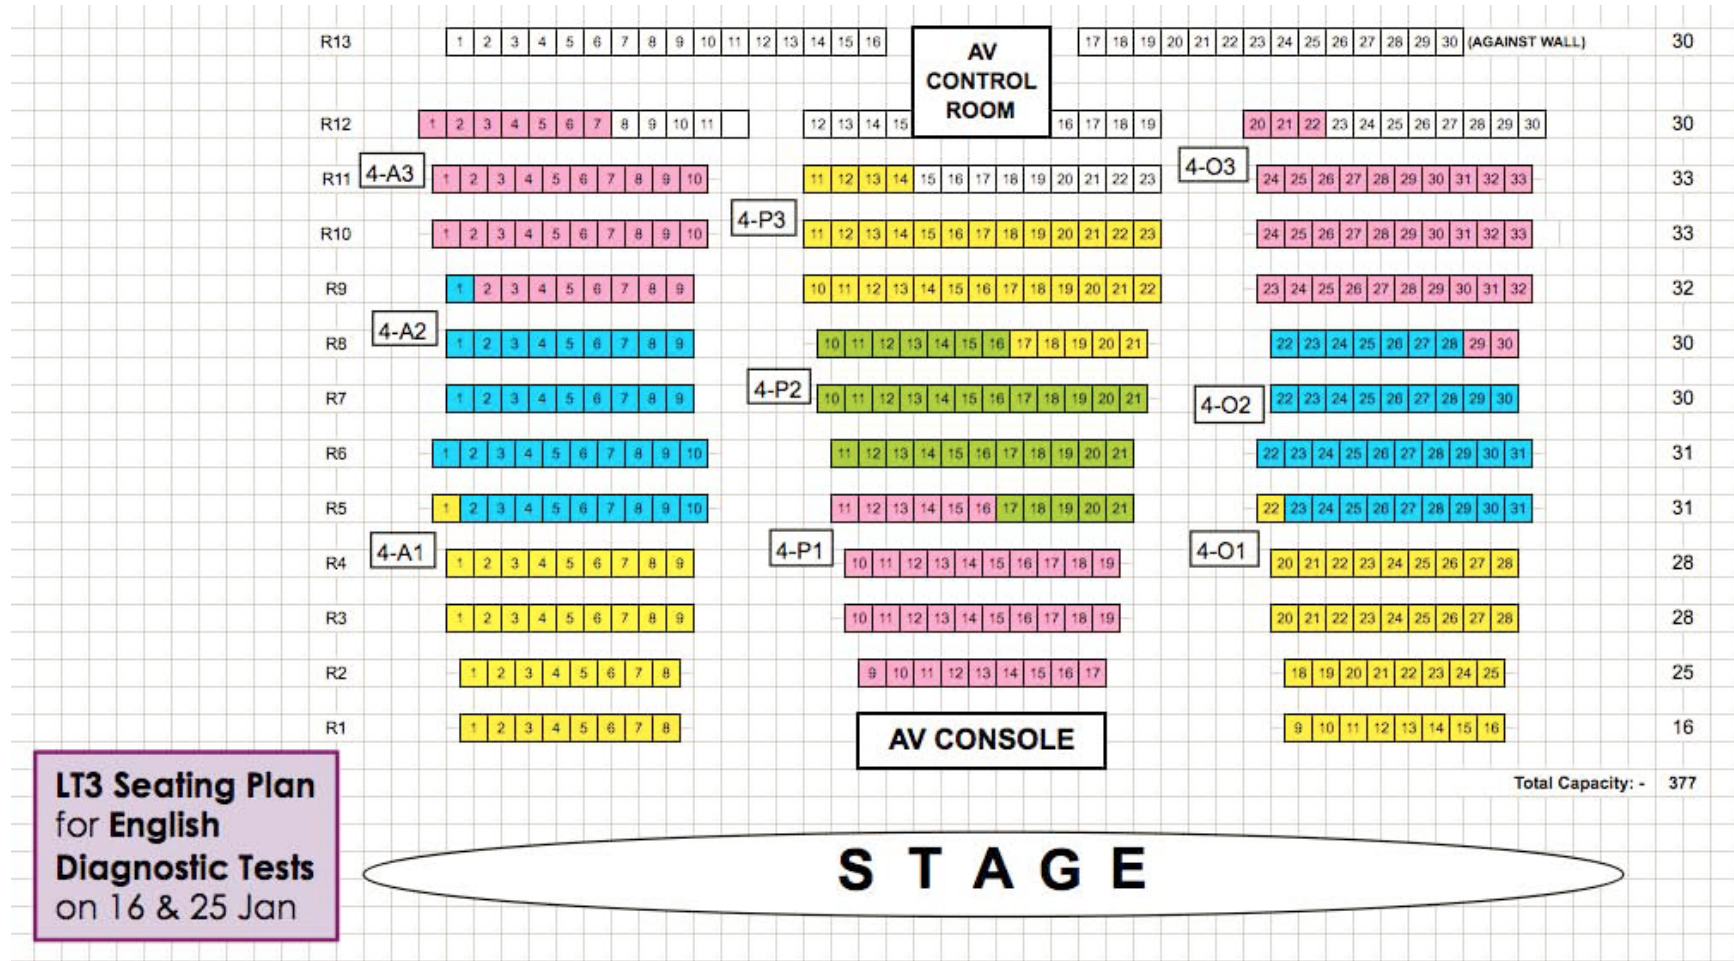 R13 1 2 3 4 5 6 7 8 9 10 11 12 13 14 15 16 17 18 19 20 21 22 23 24 25 26 27 28 29 30 (AGAINST WALL) 30
AV
CONTROL
ROOM
R12 1 2 3 4 5 6 7 8 9 10 11 12 13 14 15 16 17 18 19 20 21 22 23 24 25 26 27 28 29 30 30
4-A3
4-O3
R11 1 2 3 4 5 6 7 8 9 10 11 12 13 14 15 16 17 18 19 20 21 22 23 24 25 26 27 28 29 30 31 32 33 33
4-P3
R10 1 2 3 4 5 6 7 8 9 10 11 12 13 14 15 16 17 18 19 20 21 22 23 24 25 26 27 28 29 30 31 32 33 33
R9 1 2 3 4 5 6 7 8 9 10 11 12 13 14 15 16 17 18 19 20 21 22 23 24 25 26 27 28 29 30 31 32 32
4-A2
R8 1 2 3 4 5 6 7 8 9 10 11 12 13 14 15 16 17 18 19 20 21 22 23 24 25 26 27 28 29 30 30
4-P2
4-O2
R7 1 2 3 4 5 6 7 8 9 10 11 12 13 14 15 16 17 18 19 20 21 22 23 24 25 26 27 28 29 30 30
R6 1 2 3 4 5 6 7 8 9 10 11 12 13 14 15 16 17 18 19 20 21 22 23 24 25 26 27 28 29 30 31 31
R5 1 2 3 4 5 6 7 8 9 10 11 12 13 14 15 16 17 18 19 20 21 22 23 24 25 26 27 28 29 30 31 31
4-A1
4-P1
4-O1
R4 1 2 3 4 5 6 7 8 9 10 11 12 13 14 15 16 17 18 19 20 21 22 23 24 25 26 27 28 28
R3 1 2 3 4 5 6 7 8 9 10 11 12 13 14 15 16 17 18 19 20 21 22 23 24 25 26 27 28 28
R2 1 2 3 4 5 6 7 8 9 10 11 12 13 14 15 16 17 18 19 20 21 22 23 24 25 25
R1 1 2 3 4 5 6 7 8 9 10 11 12 13 14 15 16 16
AV CONSOLE
Total Capacity: - 377
LT3 Seating Plan
for English
Diagnostic Tests
on 16 & 25 Jan
STAGE